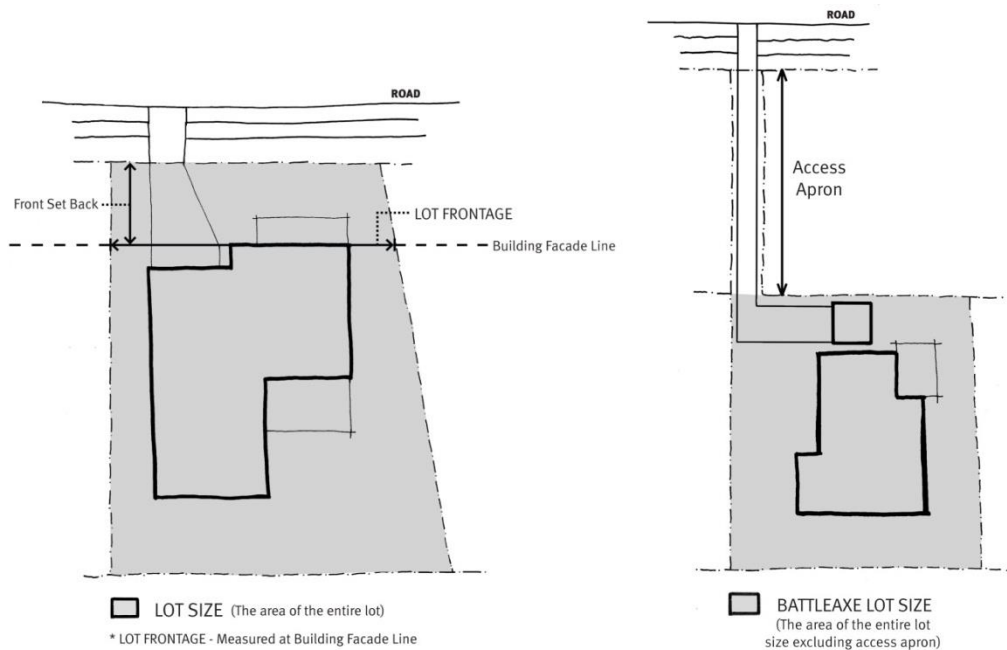 ROAD
Front Set Back
LOT FRONTAGE
Building Facade Line
LOT SIZE (The area of the entire lot)
* LOT FRONTAGE - Measured at Building Facade Line
ROAD
Access
Apron
BATTLEAXE LOT SIZE
(The area of the entire lot
size excluding access apron)